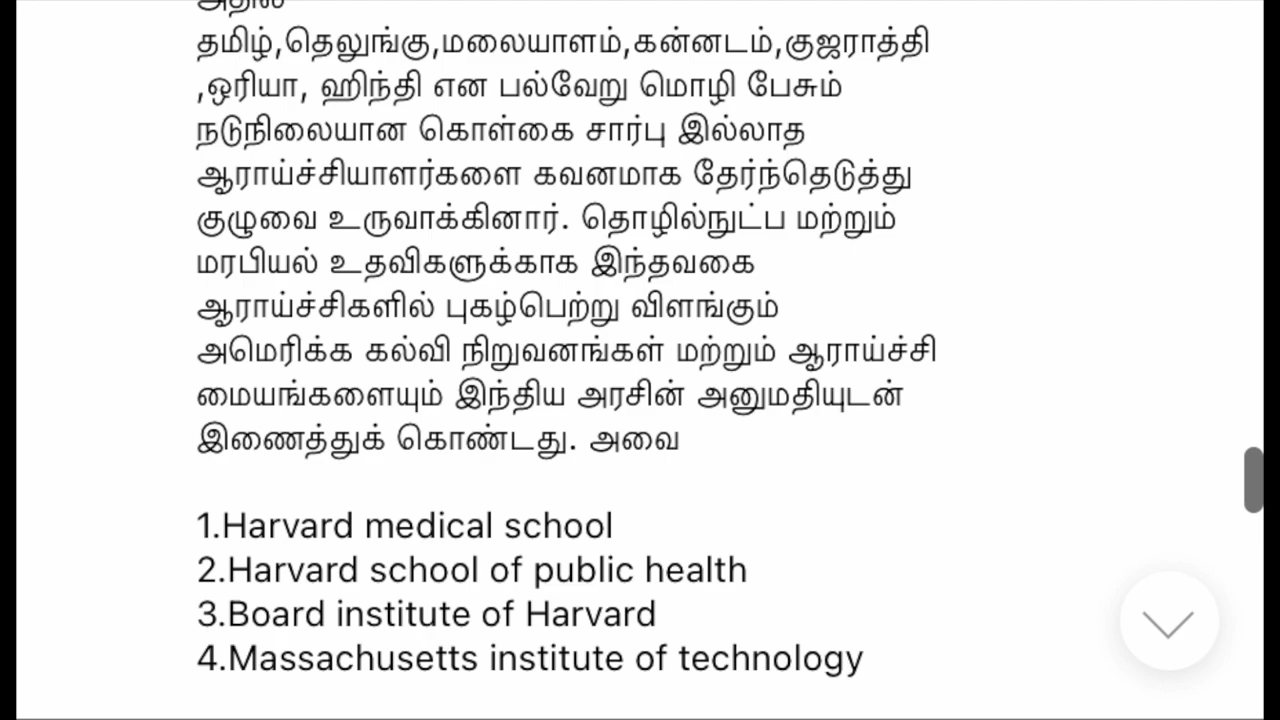 அதில்
தமிழ்,தெலுங்கு,மலையாளம்,கன்னடம்,குஜராத்தி
,ஒரியா, ஹிந்தி என பல்வேறு மொழி பேசும்
நடுநிலையான கொள்கை சார்பு இல்லாத
ஆராய்ச்சியாளர்களை கவனமாக தேர்ந்தெடுத்து
குழுவை உருவாக்கினார். தொழில்நுட்ப மற்றும்
மரபியல் உதவிகளுக்காக இந்தவகை
ஆராய்ச்சிகளில் புகழ்பெற்று விளங்கும்
அமெரிக்க கல்வி நிறுவனங்கள் மற்றும் ஆராய்ச்சி
மையங்களையும் இந்திய அரசின் அனுமதியுடன்
இணைத்துக் கொண்டது. அவை
1.Harvard medical school
2.Harvard school of public health
3.Board institute of Harvard
4.Massachusetts institute of technology